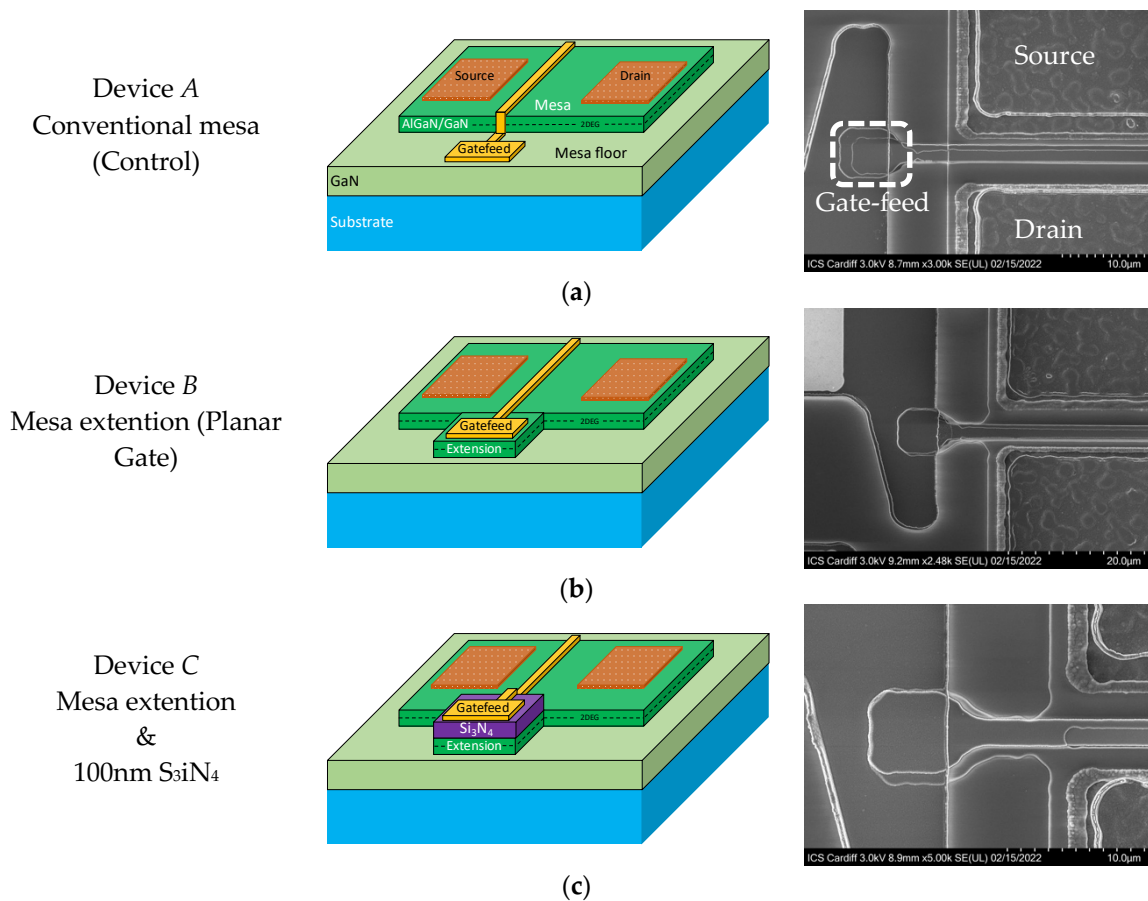 Device A
Conventional mesa
(Control)
Source
Drain
Mesa
AlGaN/GaN
2DEG
Gatefeed
Mesa floor
GaN
Substrate
Source
Gate-feed
Drain
ICS Cardiff 3.0kV 8.7mm x3.00k SE(UL) 02/15/2022
10.0µm
(a)
Device B
Mesa extention (Planar
Gate)
Gatefeed
2DEG
Extension
ICS Cardiff 3.0kV 9.2mm x2.48k SE(UL) 02/15/2022
20.0µm
(b)
Device C
Mesa extention
&
100nm S₃iN₄
Gatefeed
2DEG
Si₃N₄
Extension
ICS Cardiff 3.0kV 8.9mm x5.00k SE(UL) 02/15/2022
10.0µm
(c)